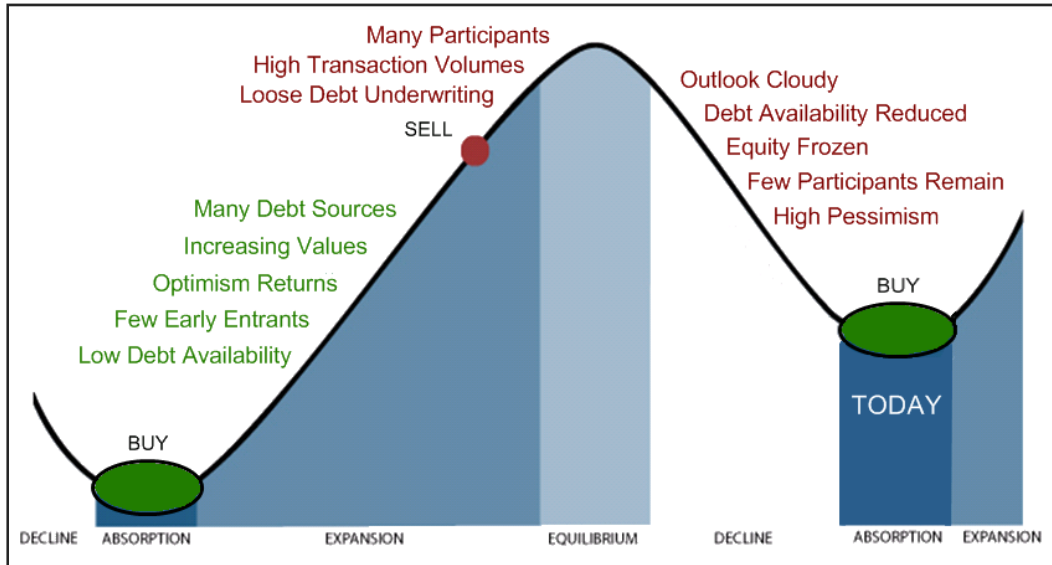 Many Participants
High Transaction Volumes
Loose Debt Underwriting
SELL
Many Debt Sources
Increasing Values
Optimism Returns
Few Early Entrants
Low Debt Availability
BUY
Outlook Cloudy
Debt Availability Reduced
Equity Frozen
Few Participants Remain
High Pessimism
BUY
TODAY
DECLINE
ABSORPTION
EXPANSION
EQUILIBRIUM
DECLINE
ABSORPTION
EXPANSION